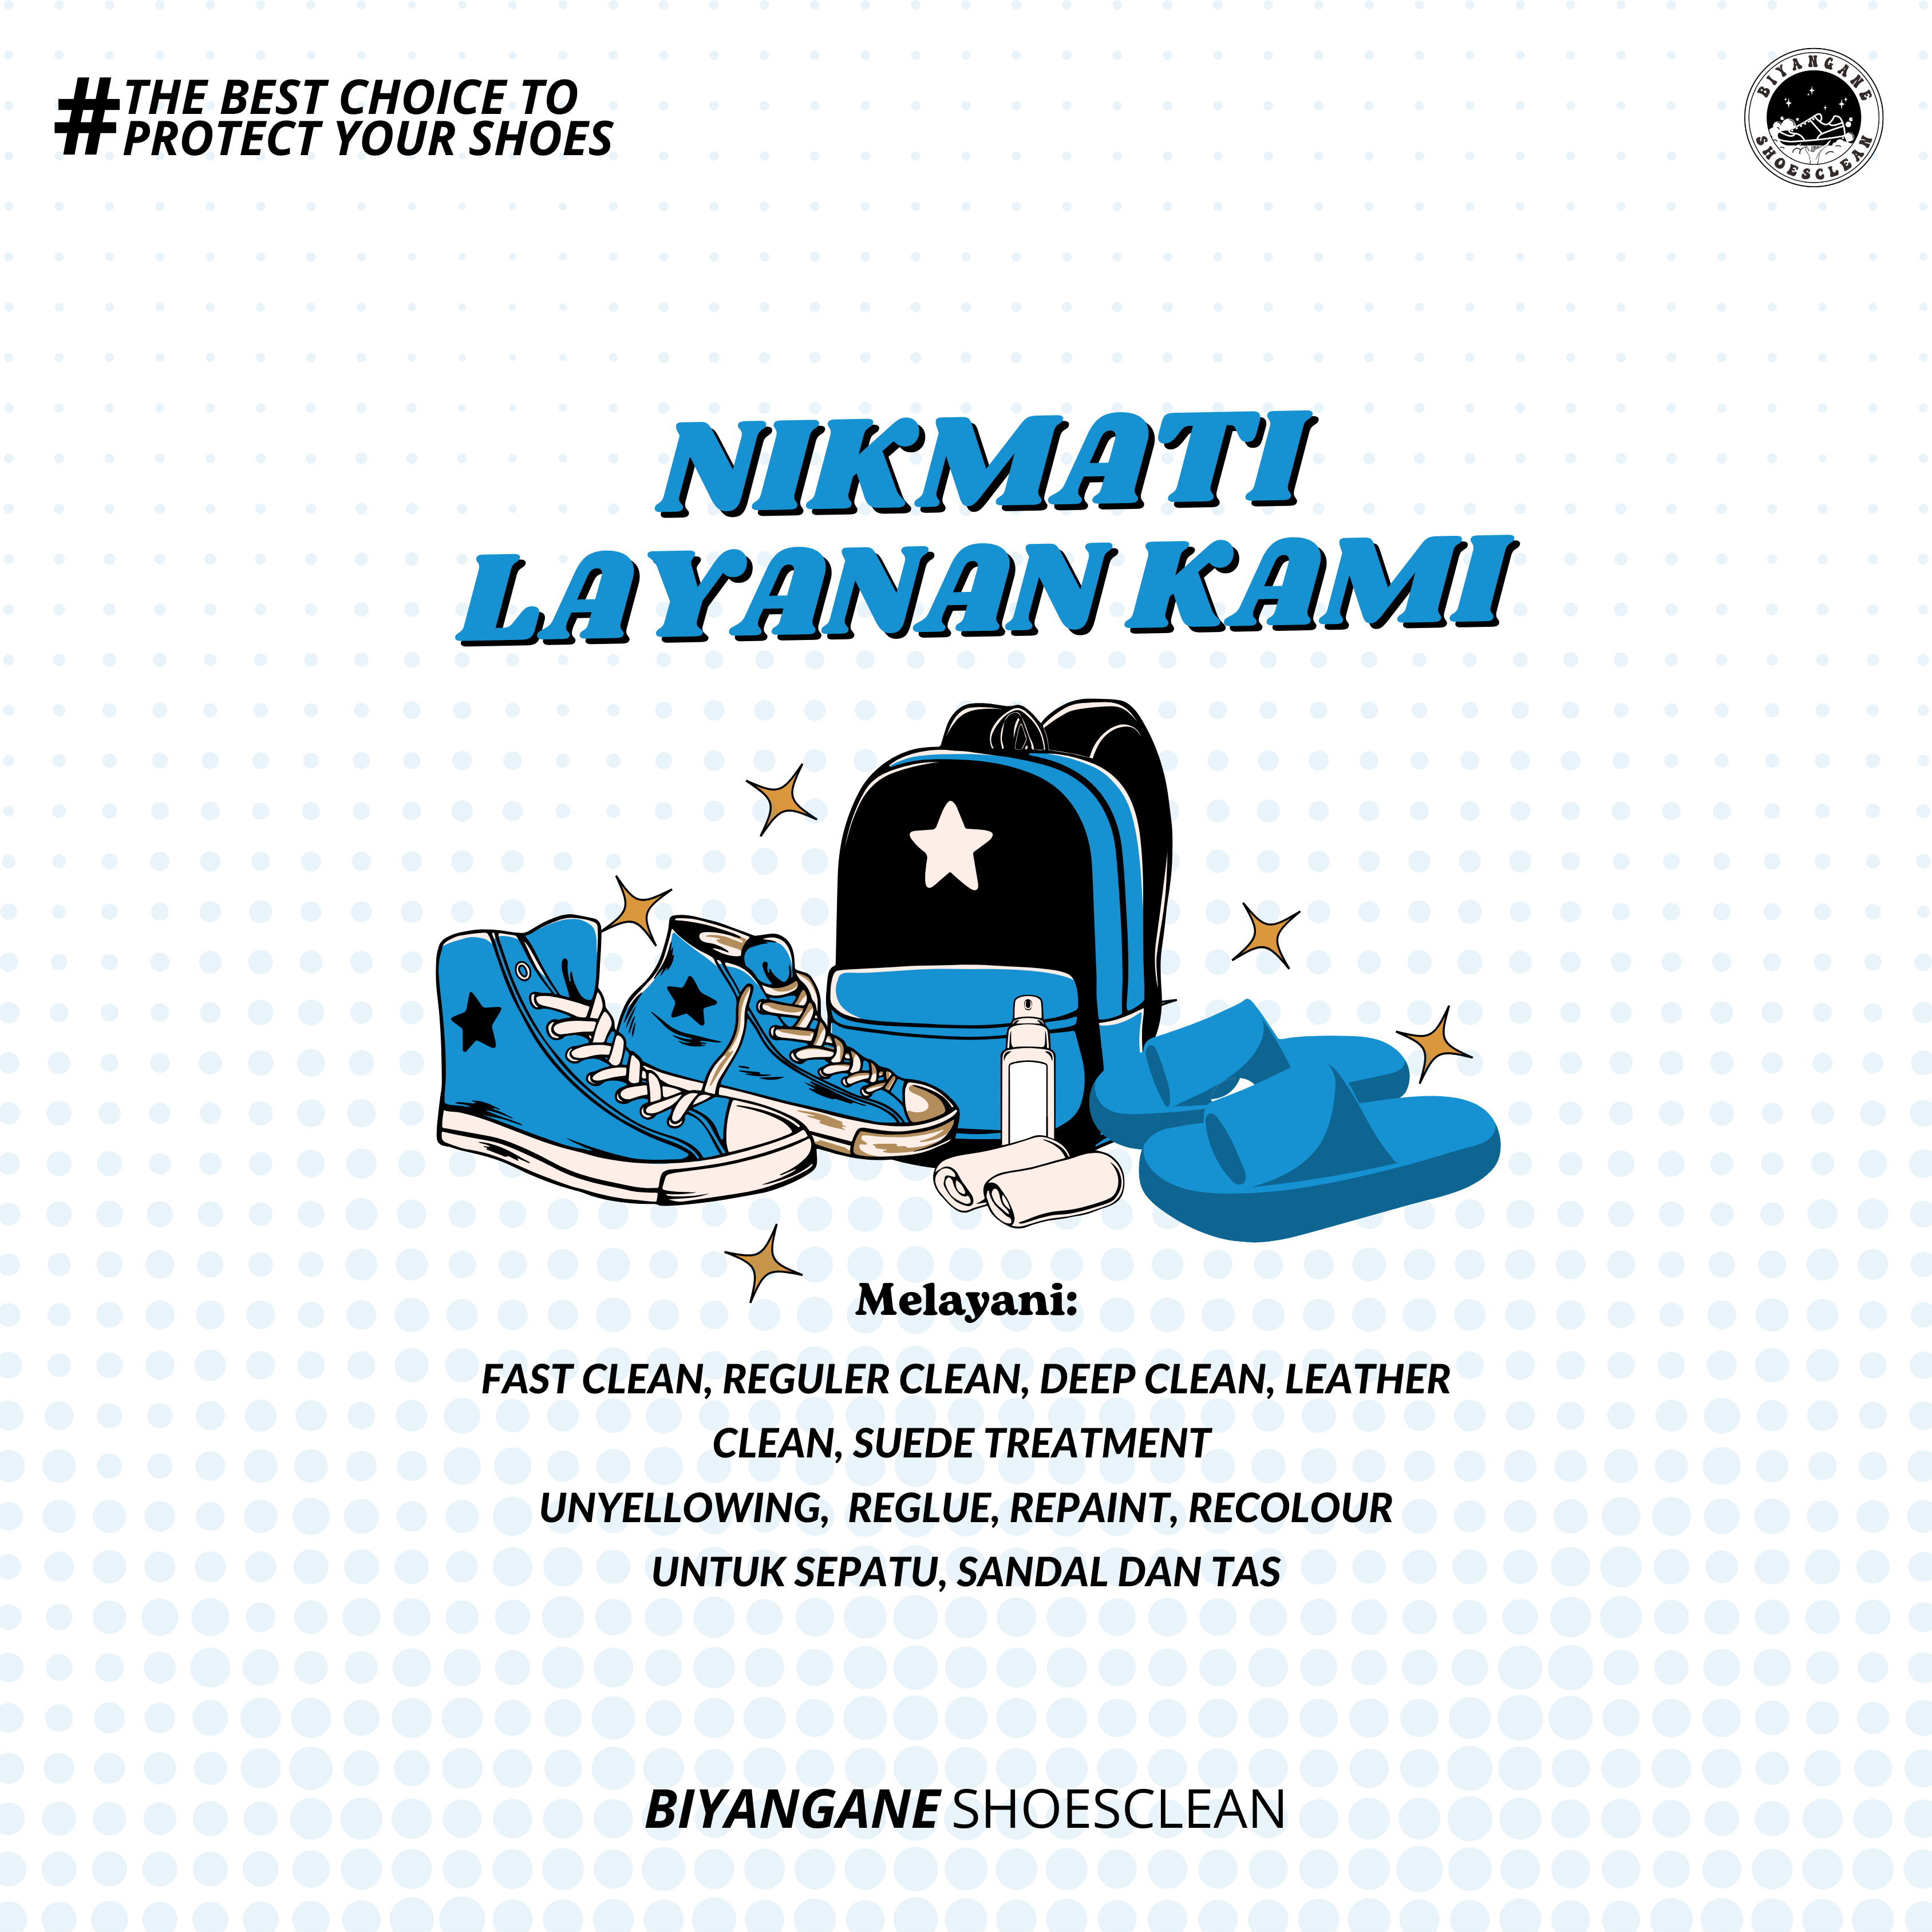 #THE BEST CHOICE TO
PROTECT YOUR SHOES
BIYANGANE
SHOESCLEAN
NIKMATI
LAYANAN KAMI
Melayani:
FAST CLEAN, REGULER CLEAN, DEEP CLEAN, LEATHER
CLEAN, SUEDE TREATMENT
UNYELLOWING,  REGLUE, REPAINT, RECOLOUR
UNTUK SEPATU, SANDAL DAN TAS
BIYANGANE SHOESCLEAN